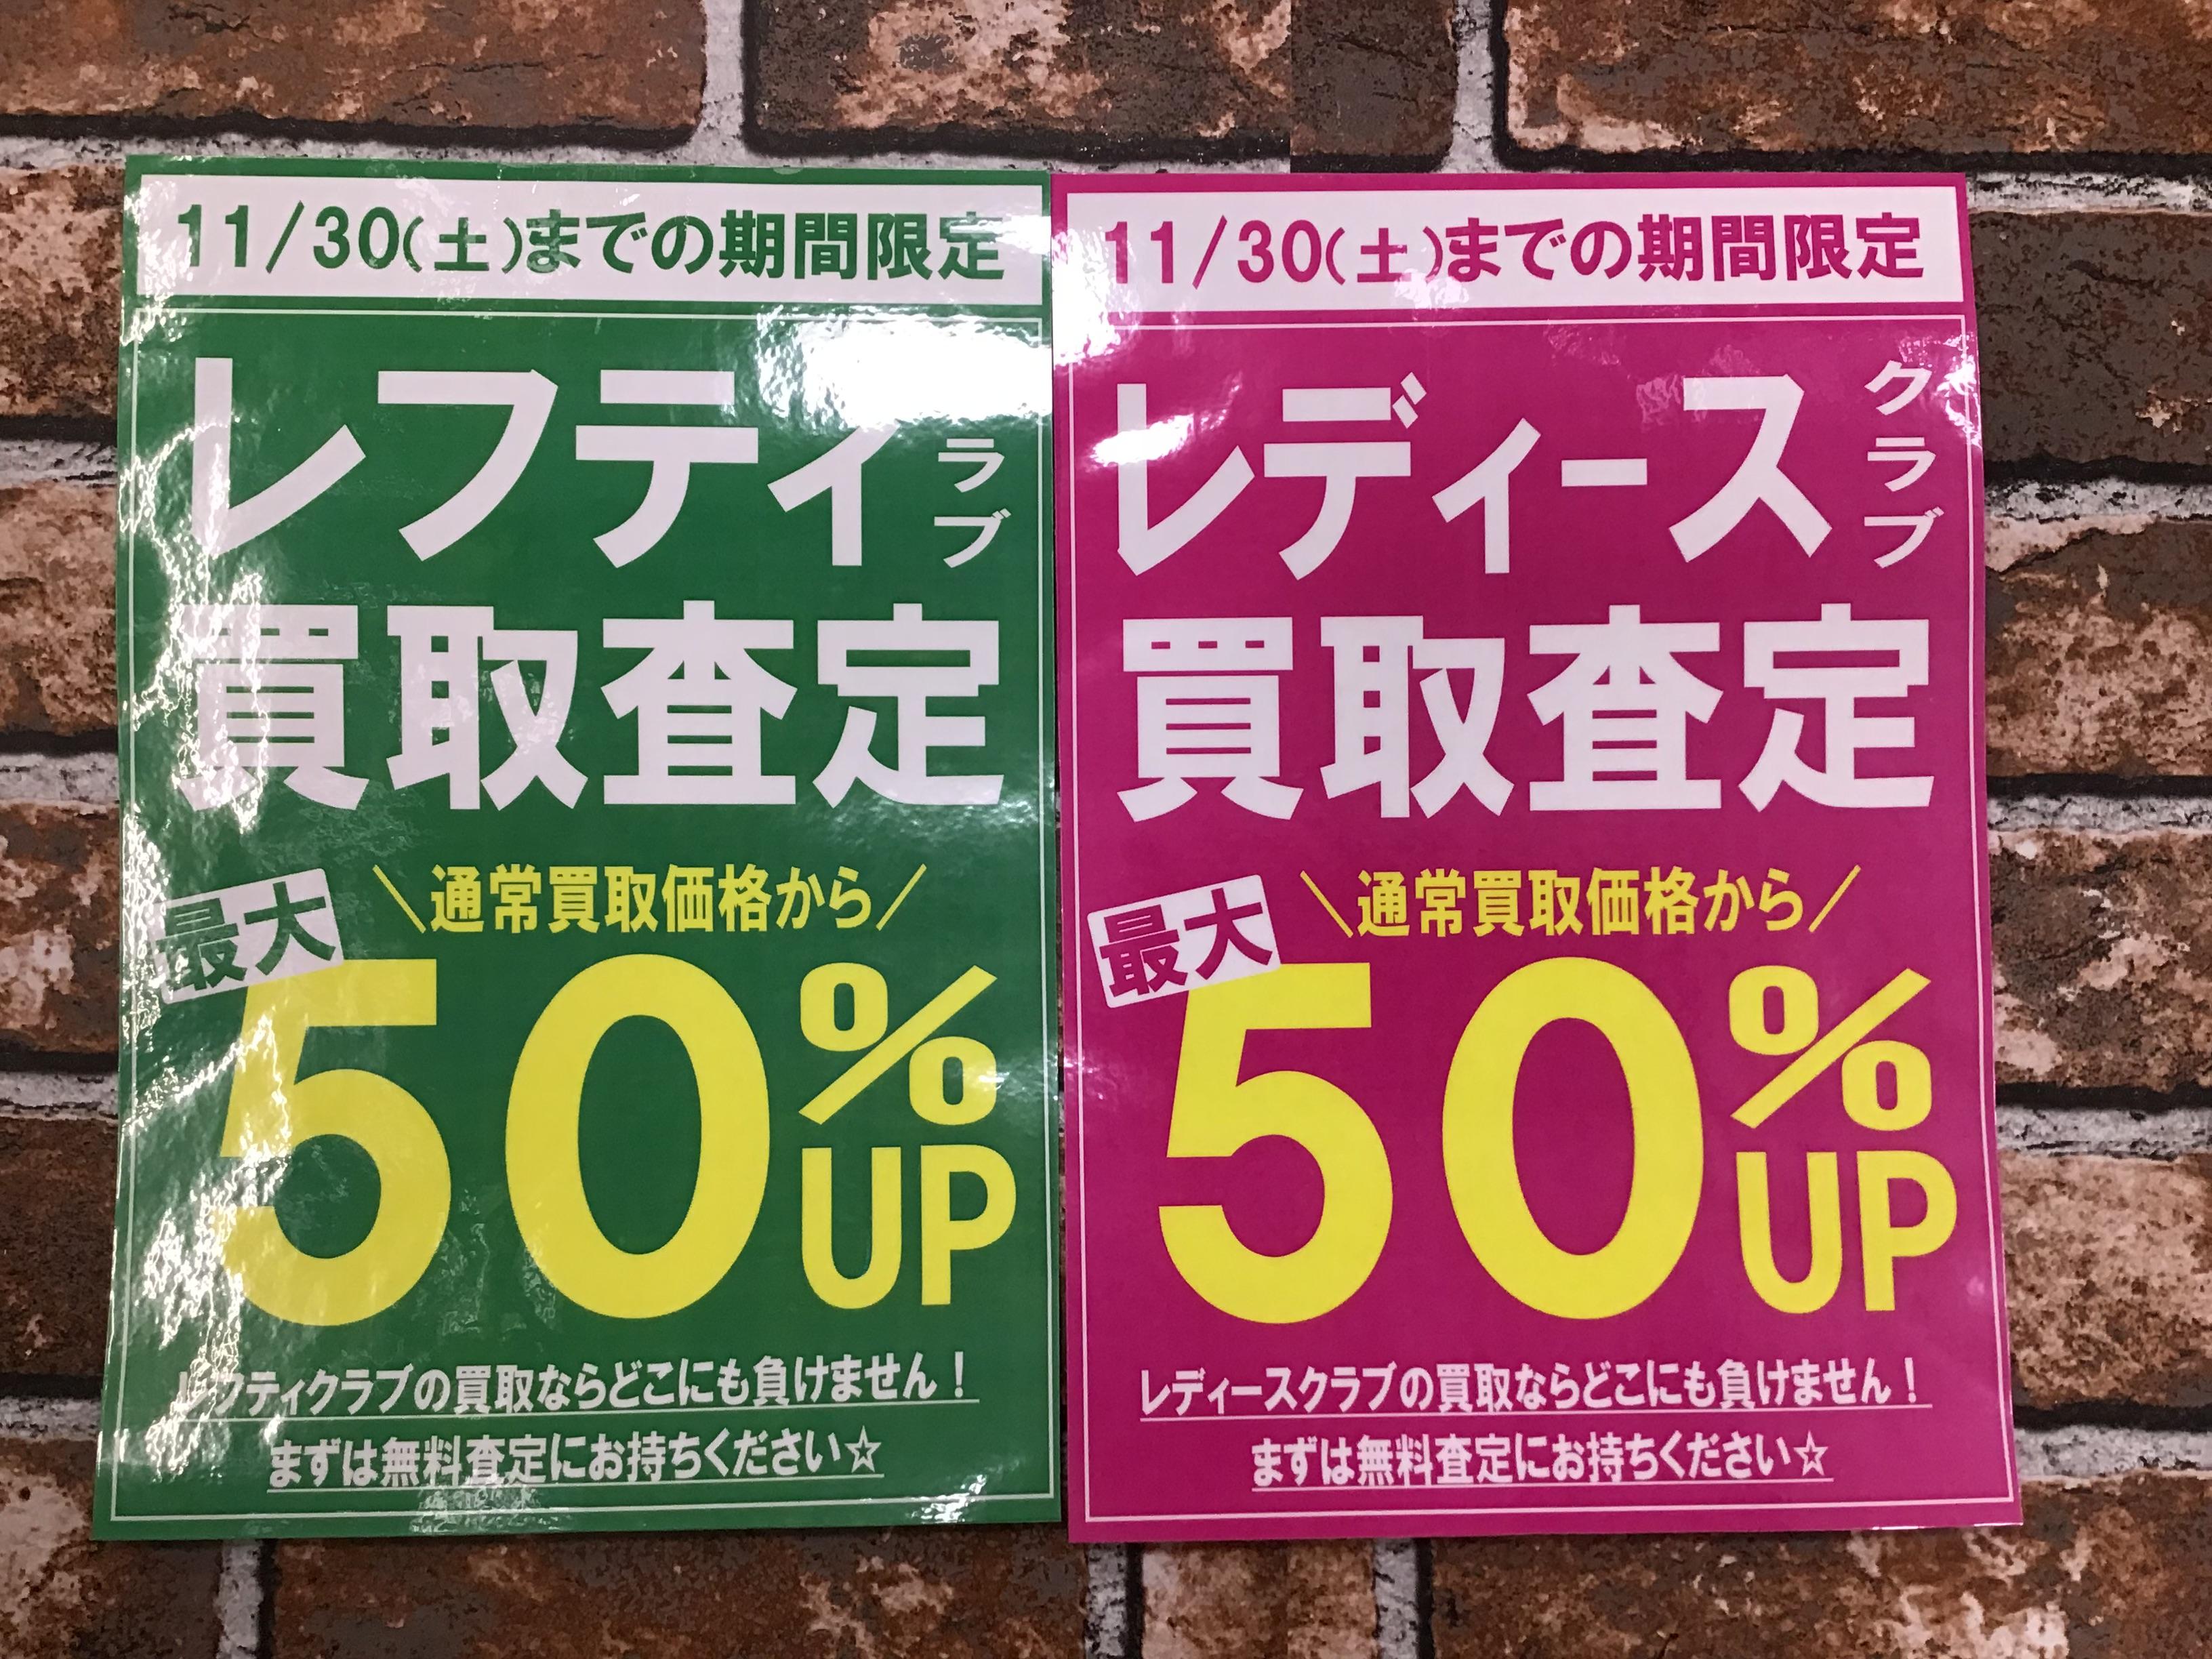 11/30(土)までの期間限定
レフティ
ラブ
買取査定
最大
＼通常買取価格から／
50%UP
フティクラブの買取ならどこにも負けません！
まずは無料査定にお持ちください☆
11/30(土)までの期間限定
レディース
クラブ
買取査定
最大
＼通常買取価格から／
50%UP
レディースクラブの買取ならどこにも負けません！
まずは無料査定にお持ちください☆